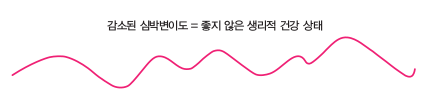 감소된 심박변이도 = 좋지 않은 생리적 건강 상태